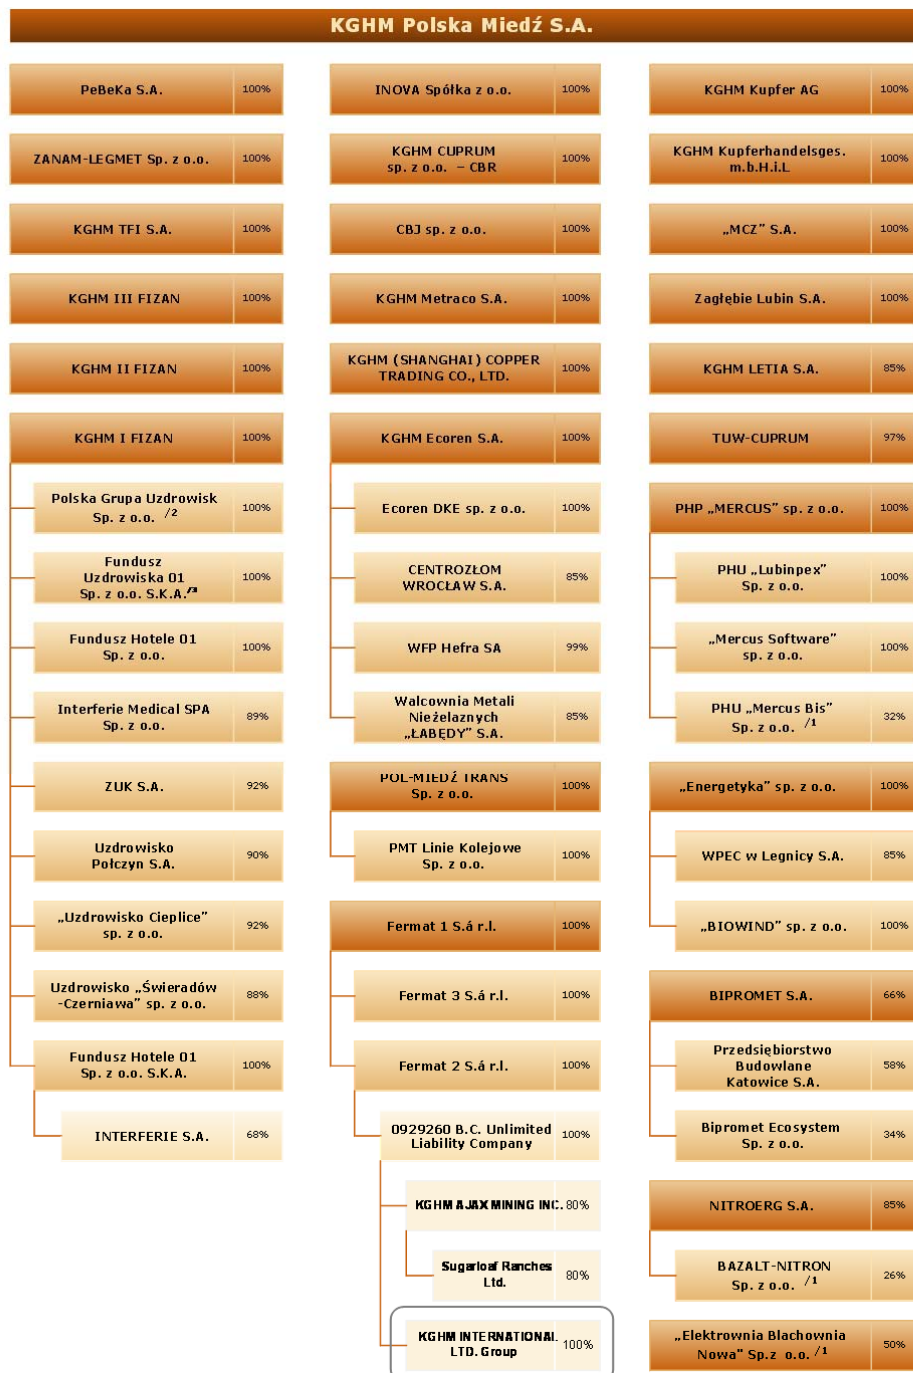 KGHM Polska Miedź S.A.
PeBeKa S.A. 100%
ZANAM-LEGMET Sp. z o.o. 100%
KGHM TFI S.A. 100%
KGHM III FIZAN 100%
KGHM II FIZAN 100%
KGHM I FIZAN 100%
Polska Grupa Uzdrowisk
Sp. z o.o. /2 100%
Fundusz
Uzdrowiska 01
Sp. z o.o. S.K.A./3 100%
Fundusz Hotele 01
Sp. z o.o. 100%
Interferie Medical SPA
Sp. z o.o. 89%
ZUK S.A. 92%
Uzdrowisko
Połczyn S.A. 90%
„Uzdrowisko Cieplice”
sp. z o.o. 92%
Uzdrowisko „Świeradów
-Czerniawa” sp. z o.o. 88%
Fundusz Hotele 01
Sp. z o.o. S.K.A. 100%
INTERFERIE S.A. 68%
INOVA Spółka z o.o. 100%
KGHM CUPRUM
sp. z o.o. – CBR 100%
CBJ sp. z o.o. 100%
KGHM Metraco S.A. 100%
KGHM (SHANGHAI) COPPER
TRADING CO., LTD. 100%
KGHM Ecoren S.A. 100%
Ecoren DKE sp. z o.o. 100%
CENTROZŁOM
WROCŁAW S.A. 85%
WFP Hefra SA 99%
Walcownia Metali
Nieżelaznych
„ŁABĘDY” S.A. 85%
POL-MIEDŹ TRANS
Sp. z o.o. 100%
PMT Linie Kolejowe
Sp. z o.o. 100%
Fermat 1 S.á r.l. 100%
Fermat 3 S.á r.l. 100%
Fermat 2 S.á r.l. 100%
0929260 B.C. Unlimited
Liability Company 100%
KGHM AJAX MINING INC. 80%
Sugarloaf Ranches
Ltd. 80%
KGHM INTERNATIONAL
LTD. Group 100%
KGHM Kupfer AG 100%
KGHM Kupferhandelsges.
m.b.H.i.L 100%
„MCZ” S.A. 100%
Zagłębie Lubin S.A. 100%
KGHM LETIA S.A. 85%
TUW-CUPRUM 97%
PHP „MERCUS” sp. z o.o. 100%
PHU „Lubinpex”
Sp. z o.o. 100%
„Mercus Software”
sp. z o.o. 100%
PHU „Mercus Bis”
Sp. z o.o. /1 32%
„Energetyka” sp. z o.o. 100%
WPEC w Legnicy S.A. 85%
„BIOWIND” sp. z o.o. 100%
BIPROMET S.A. 66%
Przedsiębiorstwo
Budowlane
Katowice S.A. 58%
Bipromet Ecosystem
Sp. z o.o. 34%
NITROERG S.A. 85%
BAZALT-NITRON
Sp. z o.o. /1 26%
„Elektrownia Blachownia
Nowa" Sp.z o.o. /1 50%